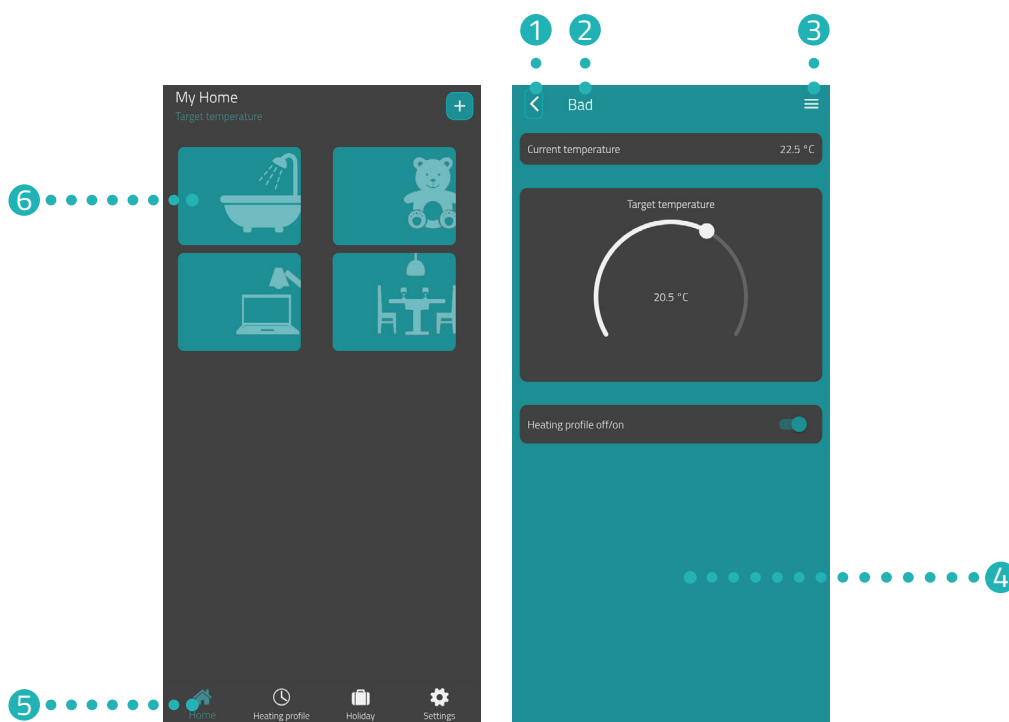 1 2 3
My Home
Target temperature
+
Bad
Current temperature 22.5 °C
Target temperature
20.5 °C
Heating profile off/on
6
4
5
Home Heating profile Holiday Settings